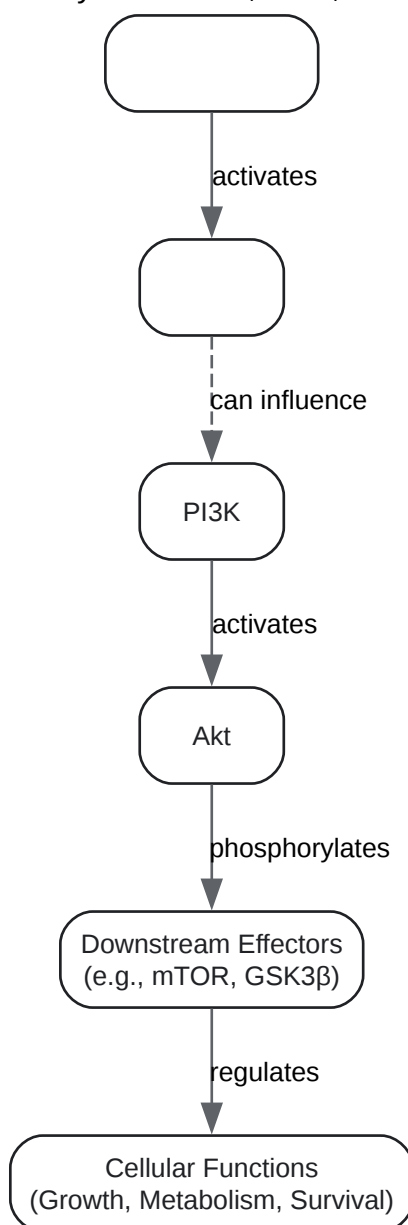 activates
can influence
PI3K
activates
Akt
phosphorylates
Downstream Effectors
(e.g., mTOR, GSK3β)
regulates
Cellular Functions
(Growth, Metabolism, Survival)